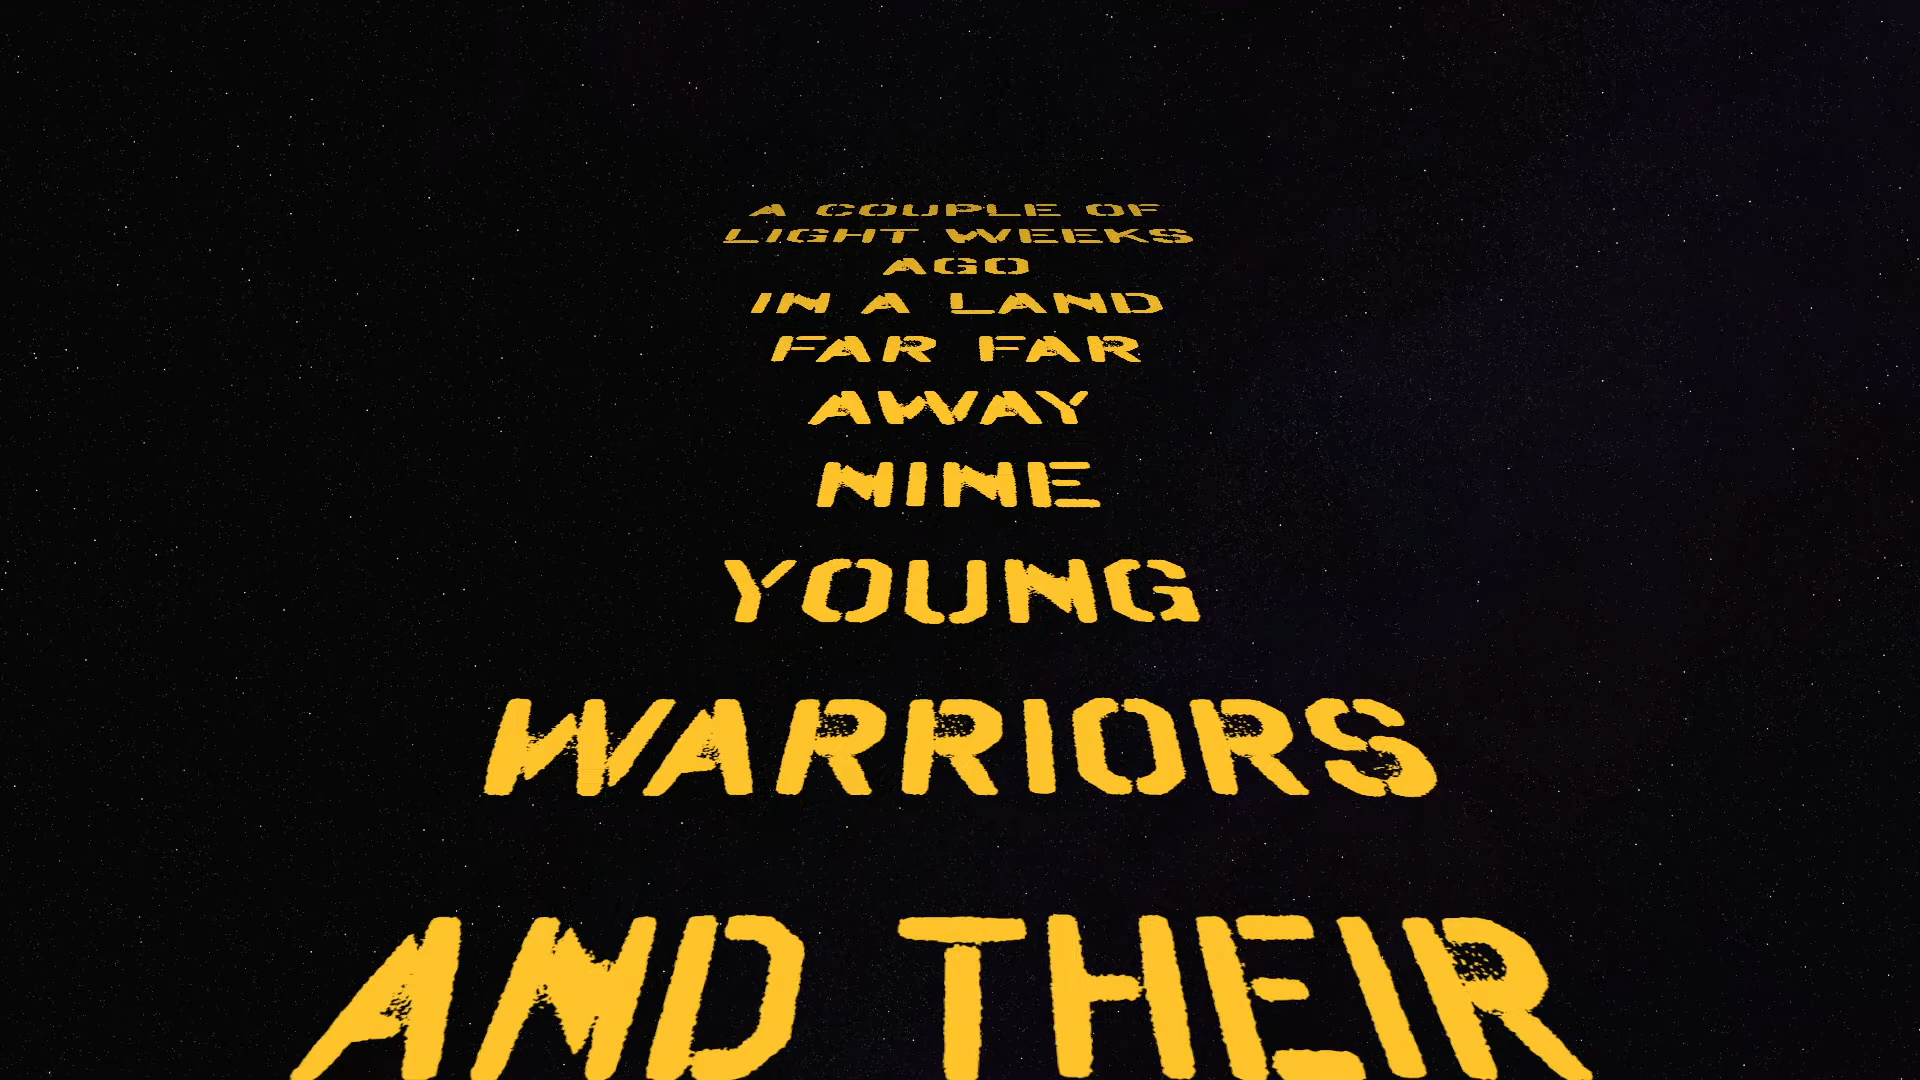 A COUPLE OF
LIGHT WEEKS
AGO
IN A LAND
FAR FAR
AWAY
NINE
YOUNG
WARRIORS
AND THEIR